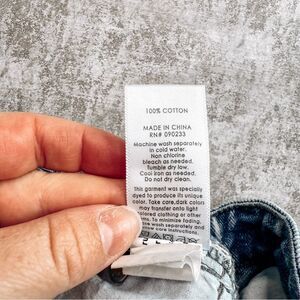 100% COTTON
MADE IN CHINA
RN# 090233
Machine wash separately
in cold water.
Non chlorine
bleach as needed.
Tumble dry low.
Cool iron as needed.
Do not dry clean.
This garment was specially
dyed to produce its unique
color. Take care, dark colors
may transfer onto light
colored clothing or other
To minimize fading,
wash separately and
care instructions.